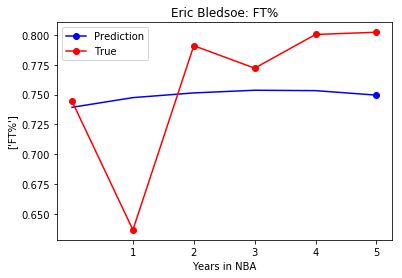 Eric Bledsoe: FT%
Prediction
True
['FT%']
0.800
0.775
0.750
0.725
0.700
0.675
0.650
1 2 3 4 5
Years in NBA